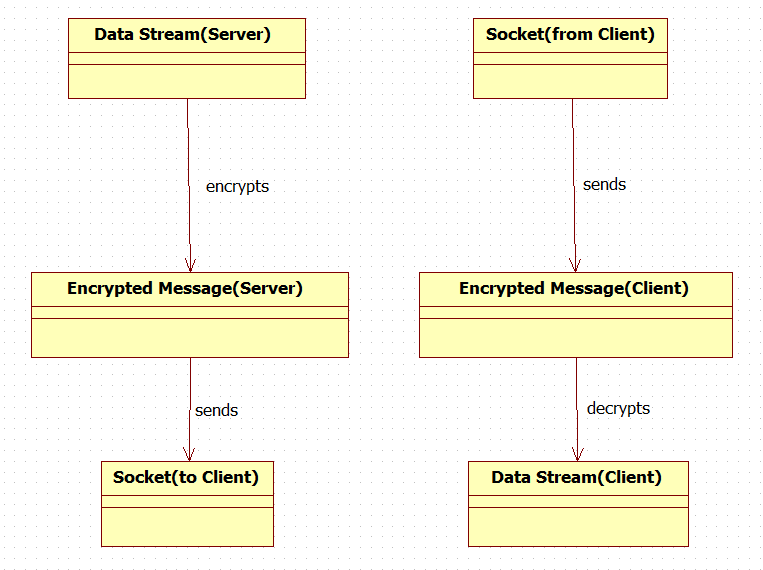 Data Stream(Server)
Socket(from Client)
encrypts
sends
Encrypted Message(Server)
Encrypted Message(Client)
sends
decrypts
Socket(to Client)
Data Stream(Client)